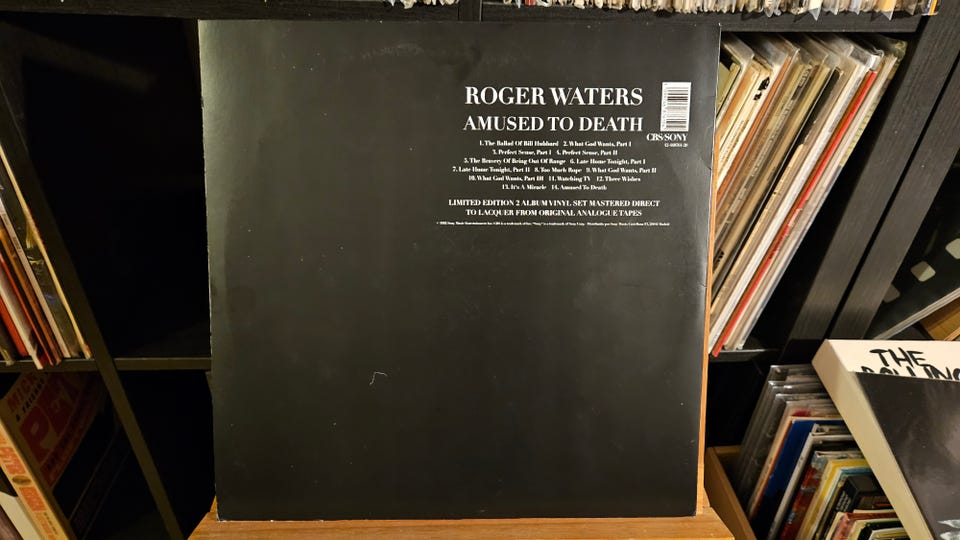 ROGER WATERS
AMUSED TO DEATH
CBS·SONY
1. The Ballad Of Bill Hubbard 2. What God Wants, Part I
3. Perfect Sense, Part I 4. Perfect Sense, Part II
5. The Bravery Of Being Out Of Range 6. Late Home Tonight, Part I
7. Late Home Tonight, Part II 8. Too Much Rope 9. What God Wants, Part II
10. What God Wants, Part III 11. Watching TV 12. Three Wishes
13. It's A Miracle 14. Amused To Death
LIMITED EDITION 2 ALBUM VINYL SET MASTERED DIRECT
TO LACQUER FROM ORIGINAL ANALOGUE TAPES
THE